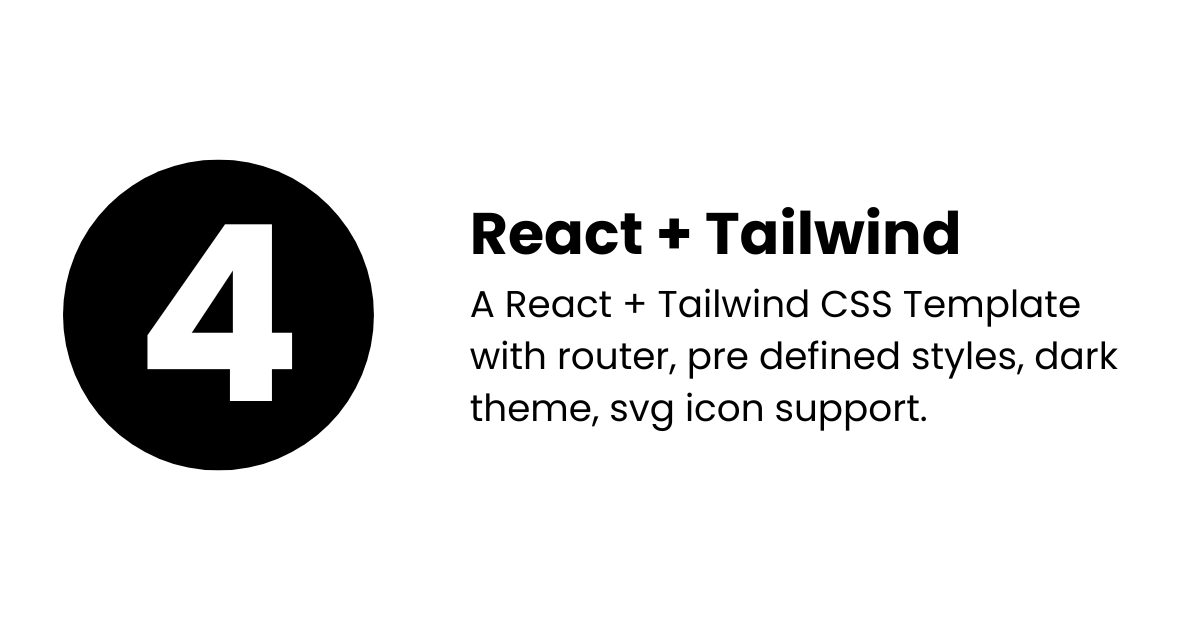 4
React + Tailwind
A React + Tailwind CSS Template
with router, pre defined styles, dark
theme, svg icon support.